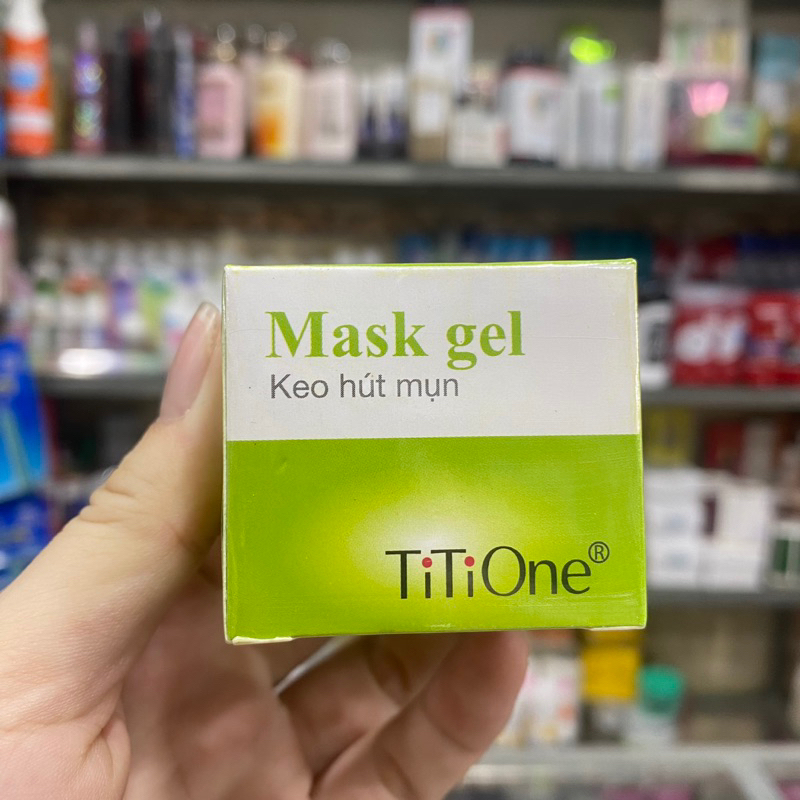 Mask gel
Keo hút mụn
TiTiOne®